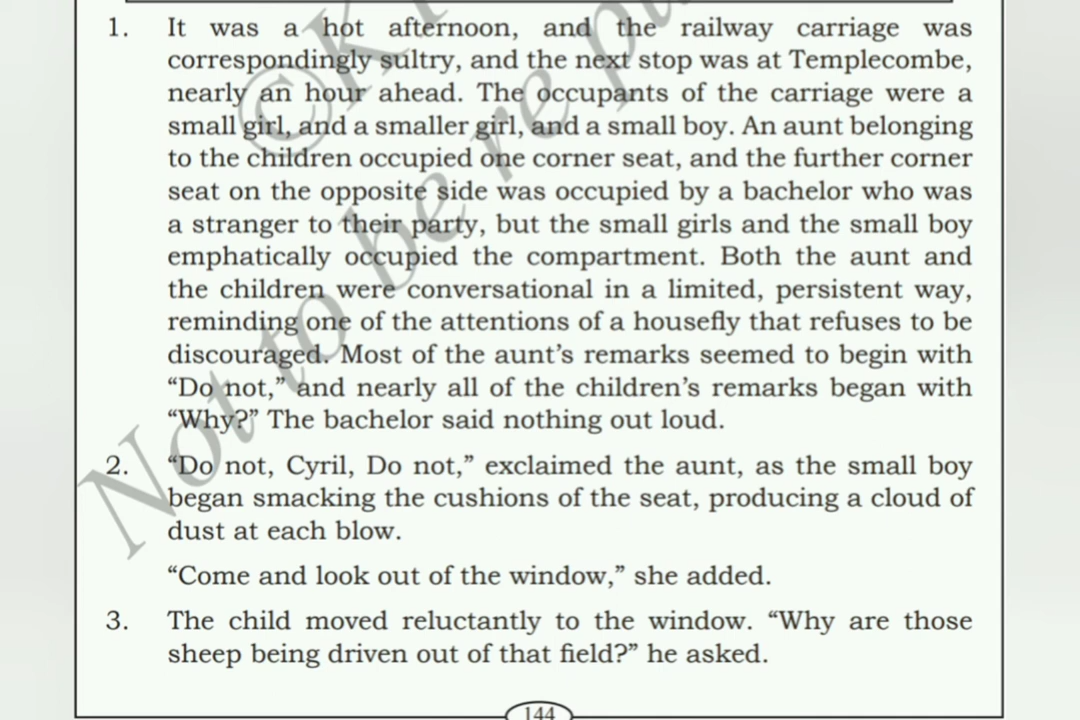 1. It was a hot afternoon, and the railway carriage was
correspondingly sultry, and the next stop was at Templecombe,
nearly an hour ahead. The occupants of the carriage were a
small girl, and a smaller girl, and a small boy. An aunt belonging
to the children occupied one corner seat, and the further corner
seat on the opposite side was occupied by a bachelor who was
a stranger to their party, but the small girls and the small boy
emphatically occupied the compartment. Both the aunt and
the children were conversational in a limited, persistent way,
reminding one of the attentions of a housefly that refuses to be
discouraged. Most of the aunt's remarks seemed to begin with
“Do not,” and nearly all of the children's remarks began with
“Why?” The bachelor said nothing out loud.
2. “Do not, Cyril, Do not,” exclaimed the aunt, as the small boy
began smacking the cushions of the seat, producing a cloud of
dust at each blow.
“Come and look out of the window,” she added.
3. The child moved reluctantly to the window. “Why are those
sheep being driven out of that field?” he asked.
144
©K
Not to be re